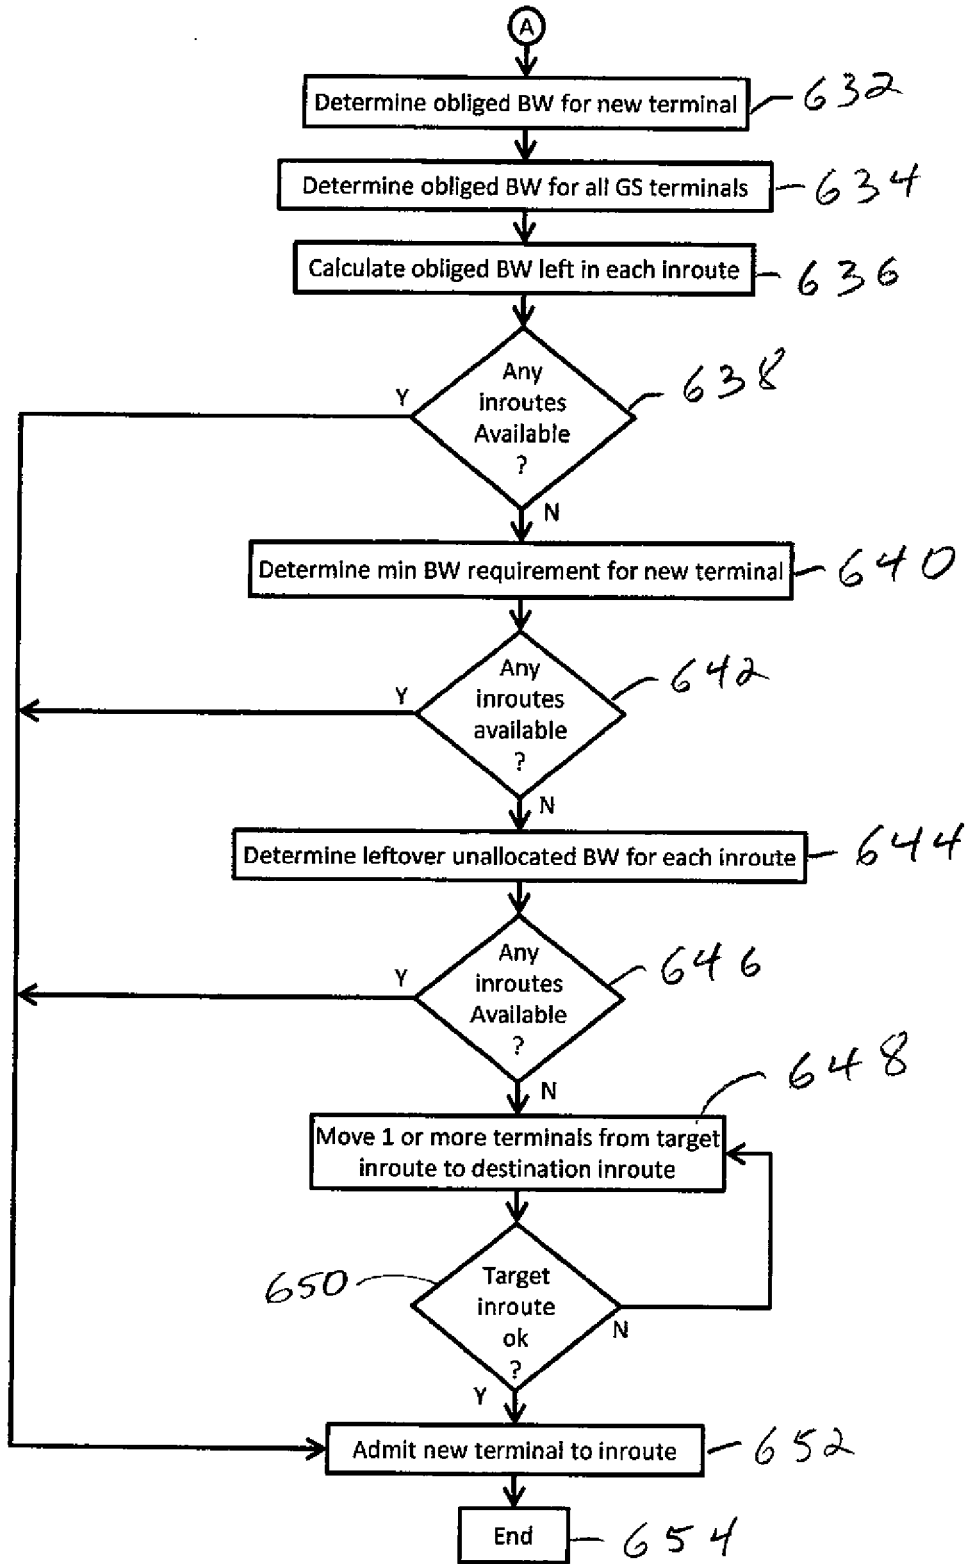 A
Determine obliged BW for new terminal
632
Determine obliged BW for all GS terminals
634
Calculate obliged BW left in each inroute
636
Any
inroutes
Available
?
638
Y
N
Determine min BW requirement for new terminal
640
Any
inroutes
available
?
642
Y
N
Determine leftover unallocated BW for each inroute
644
Any
inroutes
Available
?
646
Y
N
648
Move 1 or more terminals from target
inroute to destination inroute
650
Target
inroute
ok
?
N
Y
Admit new terminal to inroute
652
End
654